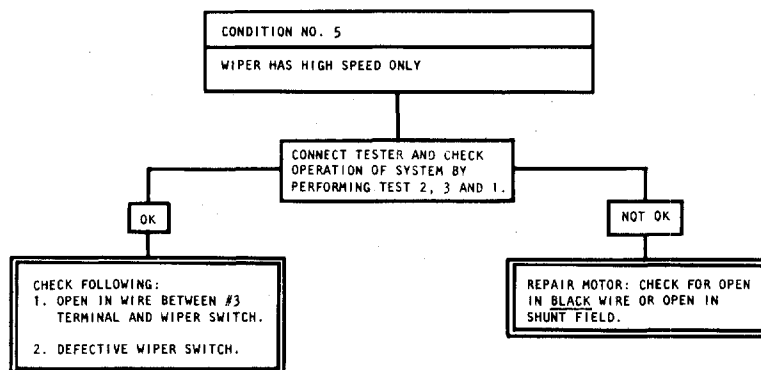 CONDITION NO. 5
WIPER HAS HIGH SPEED ONLY
CONNECT TESTER AND CHECK
OPERATION OF SYSTEM BY
PERFORMING TEST 2, 3 AND 1.
OK
NOT OK
CHECK FOLLOWING:
1. OPEN IN WIRE BETWEEN #3
TERMINAL AND WIPER SWITCH.
2. DEFECTIVE WIPER SWITCH.
REPAIR MOTOR: CHECK FOR OPEN
IN BLACK WIRE OR OPEN IN
SHUNT FIELD.